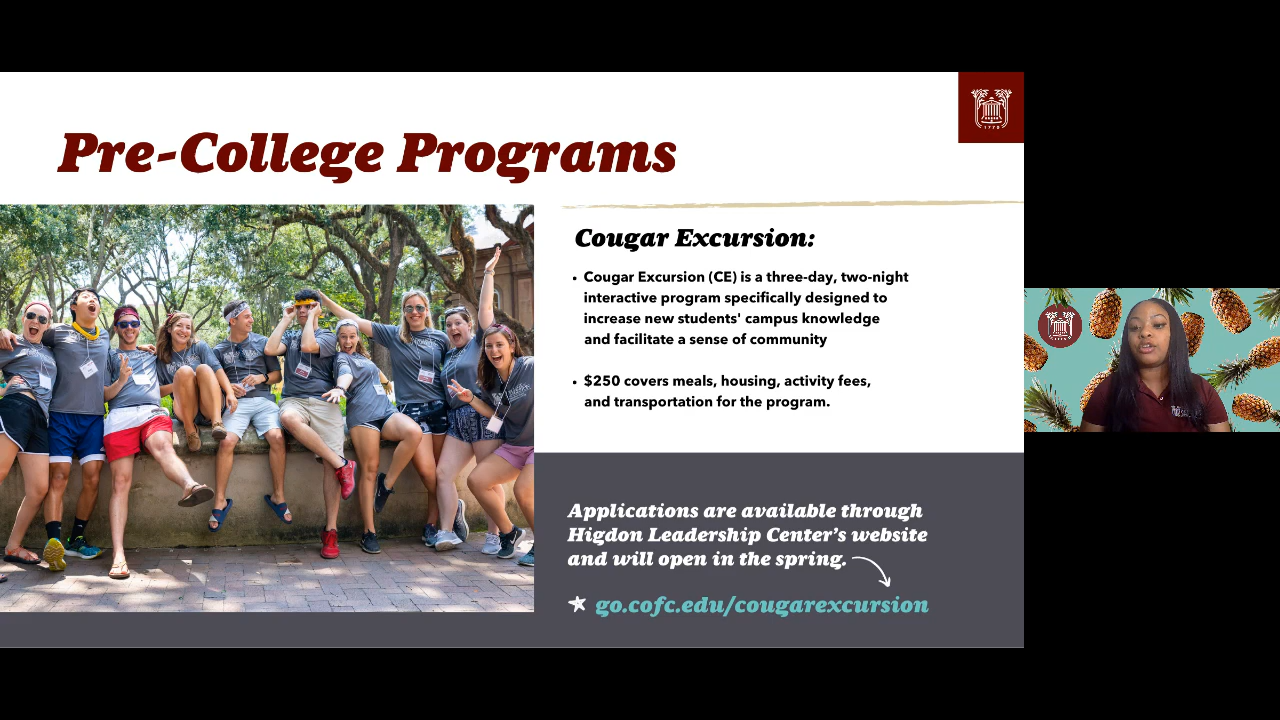 Pre-College Programs
1770
Cougar Excursion:
• Cougar Excursion (CE) is a three-day, two-night
interactive program specifically designed to
increase new students' campus knowledge
and facilitate a sense of community
• $250 covers meals, housing, activity fees,
and transportation for the program.
Applications are available through
Higdon Leadership Center's website
and will open in the spring.
go.cofc.edu/cougarexcursion